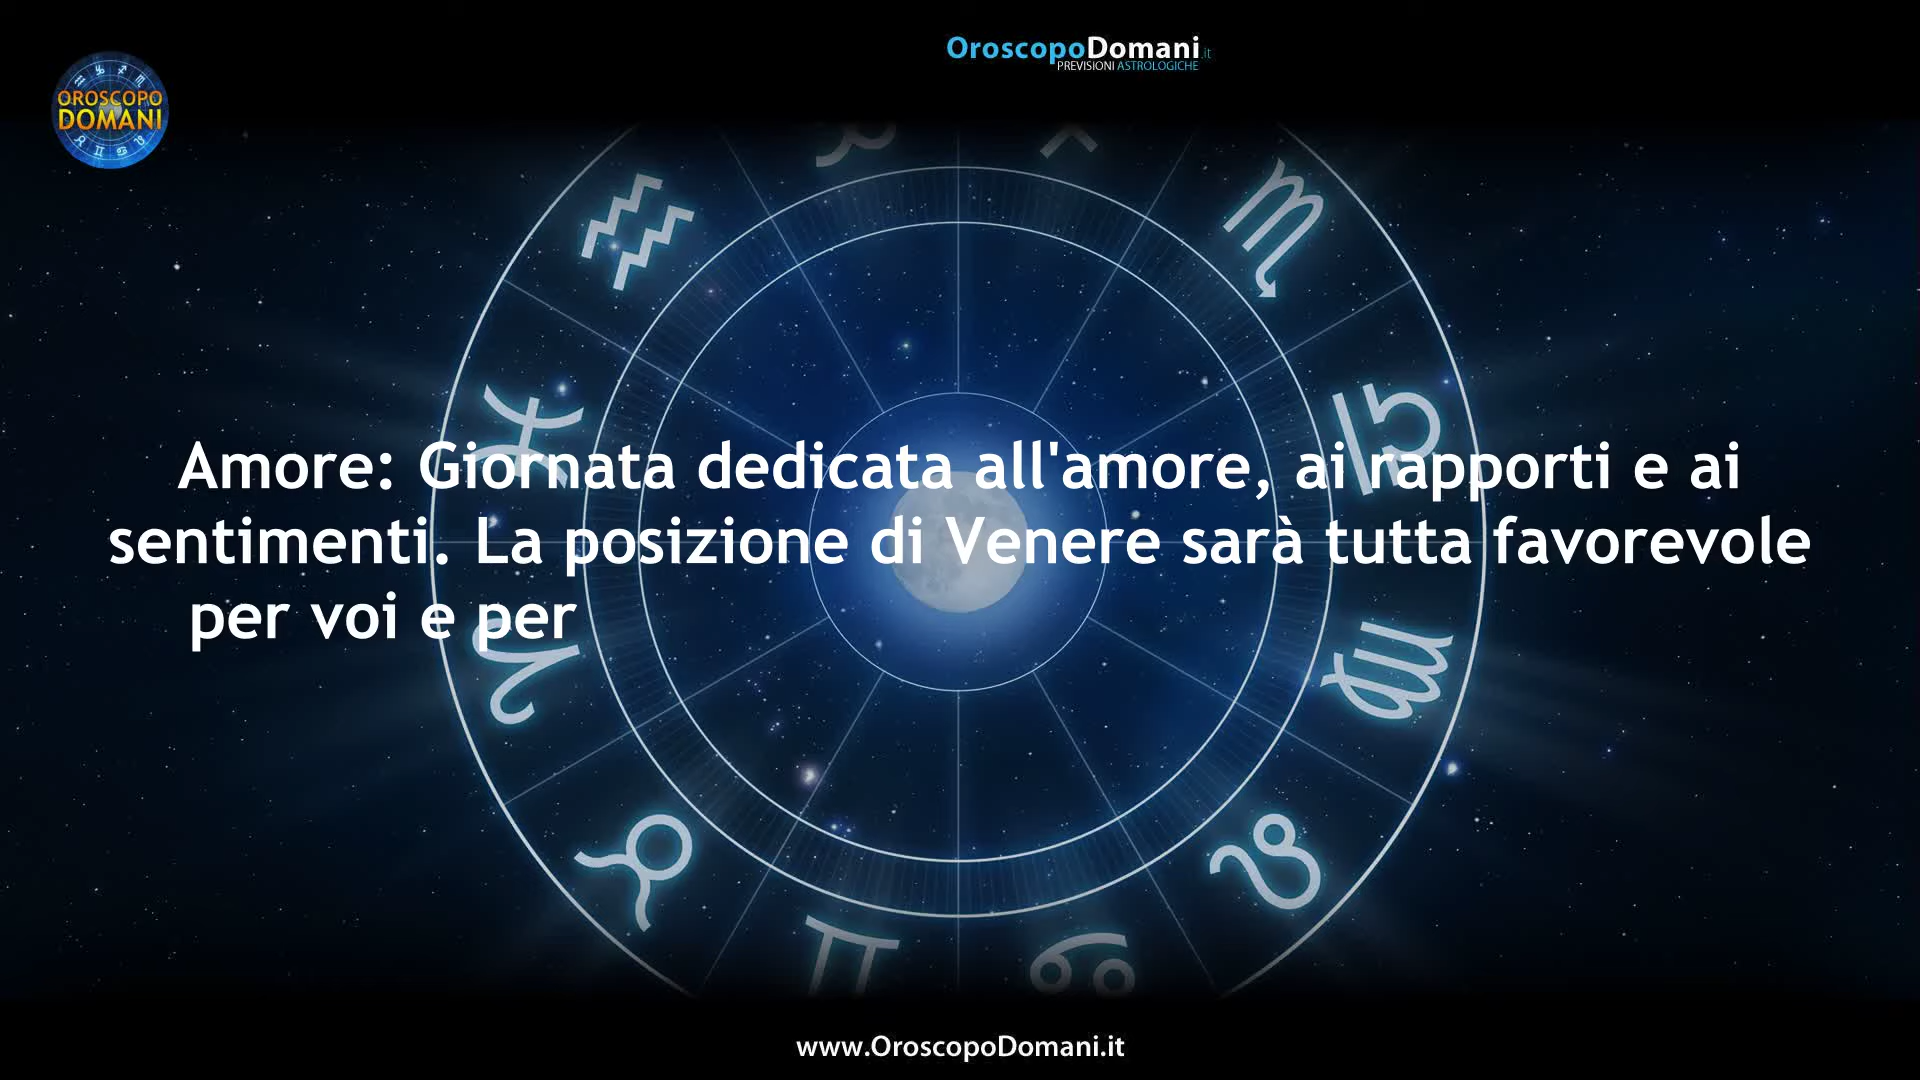 OroscopoDomani.it
PREVISIONI ASTROLOGICHE
OROSCOPO
DOMANI
Amore: Giornata dedicata all'amore, ai rapporti e ai
sentimenti. La posizione di Venere sarà tutta favorevole
per voi e per
www.OroscopoDomani.it